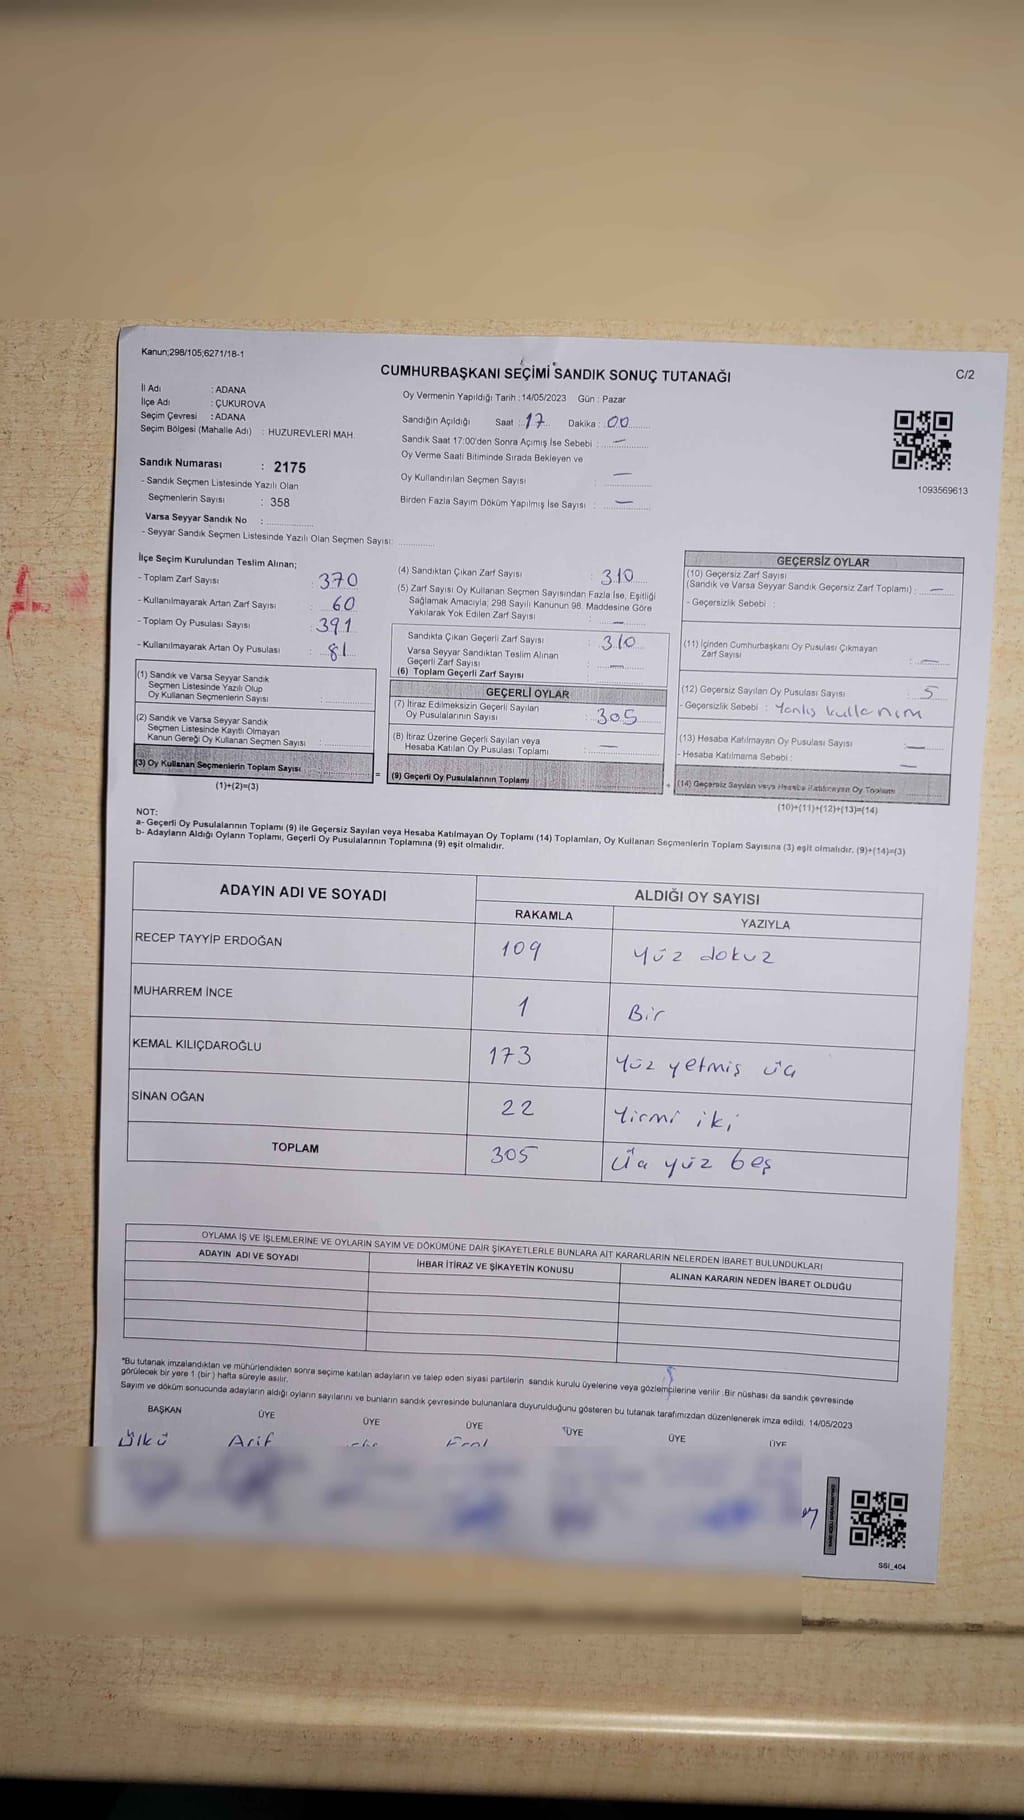 Kanun;298/105;6271/18-1
CUMHURBAŞKANI SEÇİMİ SANDIK SONUÇ TUTANAĞI
C/2
İl Adı : ADANA
İlçe Adı : ÇUKUROVA
Seçim Çevresi : ADANA
Seçim Bölgesi (Mahalle Adı) : HUZUREVLERİ MAH.
Oy Vermenin Yapıldığı Tarih : 14/05/2023 Gün : Pazar
Sandığın Açıldığı Saat : 17 Dakika : 00
Sandık Saat 17:00'den Sonra Açımış İse Sebebi : —
Oy Verme Saati Bitiminde Sırada Bekleyen ve
Oy Kullandırılan Seçmen Sayısı : —
Birden Fazla Sayım Döküm Yapılmış İse Sayısı : —
1093569613
Sandık Numarası : 2175
- Sandık Seçmen Listesinde Yazılı Olan
Seçmenlerin Sayısı : 358
Varsa Seyyar Sandık No :
- Seyyar Sandık Seçmen Listesinde Yazılı Olan Seçmen Sayısı:
İlçe Seçim Kurulundan Teslim Alınan;
- Toplam Zarf Sayısı : 370
- Kullanılmayarak Artan Zarf Sayısı : 60
- Toplam Oy Pusulası Sayısı : 391
- Kullanılmayarak Artan Oy Pusulası : 81
(1) Sandık ve Varsa Seyyar Sandık
Seçmen Listesinde Yazılı Olup
Oy Kullanan Seçmenlerin Sayısı :
(2) Sandık ve Varsa Seyyar Sandık
Seçmen Listesinde Kayıtlı Olmayan
Kanun Gereği Oy Kullanan Seçmen Sayısı :
(3) Oy Kullanan Seçmenlerin Toplam Sayısı
(1)+(2)=(3)
(4) Sandıktan Çıkan Zarf Sayısı : 310
(5) Zarf Sayısı Oy Kullanan Seçmen Sayısından Fazla İse, Eşitliği
Sağlamak Amacıyla; 298 Sayılı Kanunun 98. Maddesine Göre
Yakılarak Yok Edilen Zarf Sayısı : —
Sandıkta Çıkan Geçerli Zarf Sayısı : 310
Varsa Seyyar Sandıktan Teslim Alınan
Geçerli Zarf Sayısı : —
(6) Toplam Geçerli Zarf Sayısı
GEÇERLİ OYLAR
(7) İtiraz Edilmeksizin Geçerli Sayılan
Oy Pusulalarının Sayısı : 305
(8) İtiraz Üzerine Geçerli Sayılan veya
Hesaba Katılan Oy Pusulası Toplamı : —
= (9) Geçerli Oy Pusulalarının Toplamı
GEÇERSİZ OYLAR
(10) Geçersiz Zarf Sayısı
(Sandık ve Varsa Seyyar Sandık Geçersiz Zarf Toplamı) : —
- Geçersizlik Sebebi :
(11) İçinden Cumhurbaşkanı Oy Pusulası Çıkmayan
Zarf Sayısı : —
(12) Geçersiz Sayılan Oy Pusulası Sayısı : 5
- Geçersizlik Sebebi : Yanlış kullanım
(13) Hesaba Katılmayan Oy Pusulası Sayısı : —
- Hesaba Katılmama Sebebi : —
+ (14) Geçersiz Sayılan veya Hesaba Katılmayan Oy Toplamı
(10)+(11)+(12)+(13)=(14)
NOT:
a- Geçerli Oy Pusulalarının Toplamı (9) ile Geçersiz Sayılan veya Hesaba Katılmayan Oy Toplamı (14) Toplamları, Oy Kullanan Seçmenlerin Toplam Sayısına (3) eşit olmalıdır. (9)+(14)=(3)
b- Adayların Aldığı Oyların Toplamı, Geçerli Oy Pusulalarının Toplamına (9) eşit olmalıdır.
ADAYIN ADI VE SOYADI
ALDIĞI OY SAYISI
RAKAMLA YAZIYLA
RECEP TAYYİP ERDOĞAN 109 yüz dokuz
MUHARREM İNCE 1 Bir
KEMAL KILIÇDAROĞLU 173 yüz yetmiş üç
SİNAN OĞAN 22 Yirmi iki
TOPLAM 305 Üç yüz beş
OYLAMA İŞ VE İŞLEMLERİNE VE OYLARIN SAYIM VE DÖKÜMÜNE DAİR ŞİKAYETLERLE BUNLARA AİT KARARLARIN NELERDEN İBARET BULUNDUKLARI
ADAYIN ADI VE SOYADI İHBAR İTİRAZ VE ŞİKAYETİN KONUSU ALINAN KARARIN NEDEN İBARET OLDUĞU
*Bu tutanak imzalandıktan ve mühürlendikten sonra seçime katılan adayların ve talep eden siyasi partilerin sandık kurulu üyelerine veya gözlemcilerine verilir. Bir nüshası da sandık çevresinde
görülecek bir yere 1 (bir) hafta süreyle asılır.
Sayım ve döküm sonucunda adayların aldığı oyların sayılarını ve bunların sandık çevresinde bulunanlara duyurulduğunu gösteren bu tutanak tarafımızdan düzenlenerek imza edildi. 14/05/2023
BAŞKAN ÜYE ÜYE ÜYE ÜYE ÜYE ÜYE
Ülkü Arif
SSİ_404